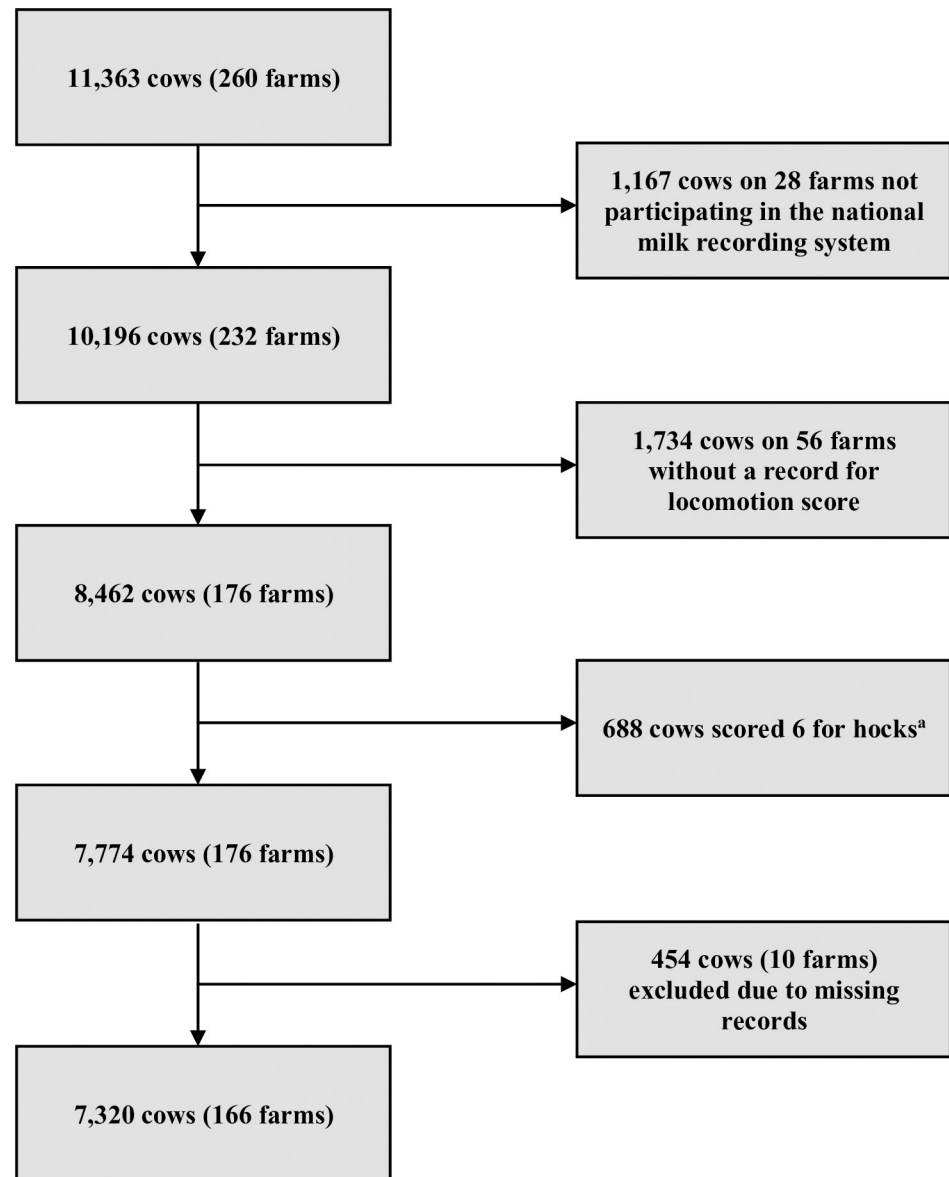 11,363 cows (260 farms)
1,167 cows on 28 farms not
participating in the national
milk recording system
10,196 cows (232 farms)
1,734 cows on 56 farms
without a record for
locomotion score
8,462 cows (176 farms)
688 cows scored 6 for hocksᵃ
7,774 cows (176 farms)
454 cows (10 farms)
excluded due to missing
records
7,320 cows (166 farms)